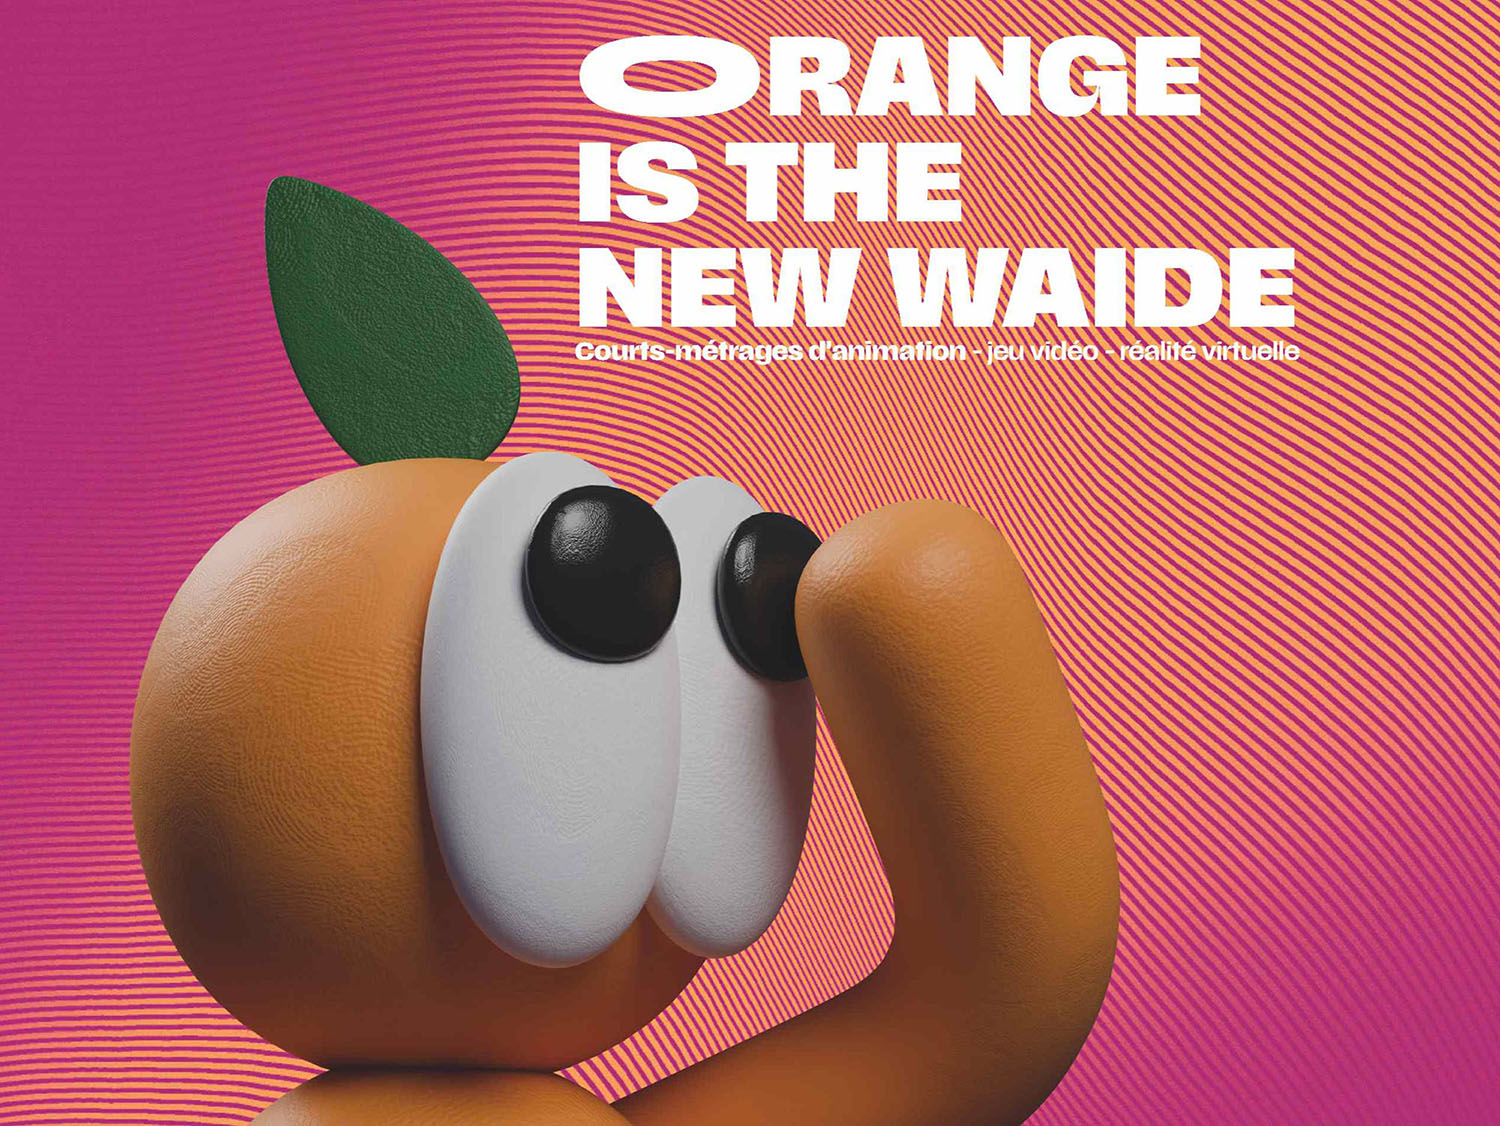 ORANGE
IS THE
NEW WAIDE
Courts-métrages d'animation - jeu vidéo - réalité virtuelle